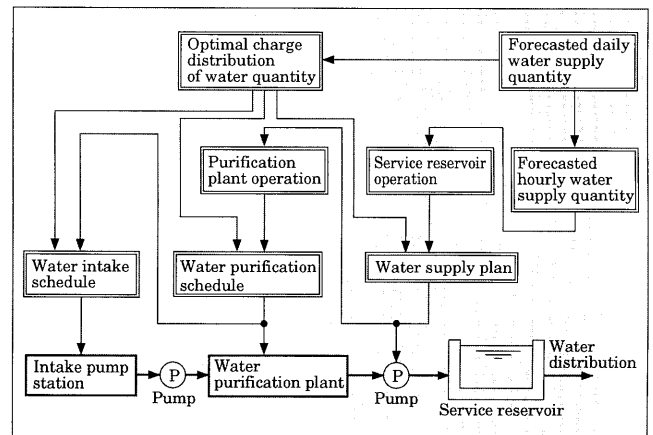 Optimal charge
distribution
of water quantity
Forecasted daily
water supply
quantity
Purification
plant operation
Service reservoir
operation
Forecasted
hourly water
supply quantity
Water intake
schedule
Water purification
schedule
Water supply plan
Intake pump
station
P
Pump
Water
purification plant
P
Pump
Water
distribution
Service reservoir